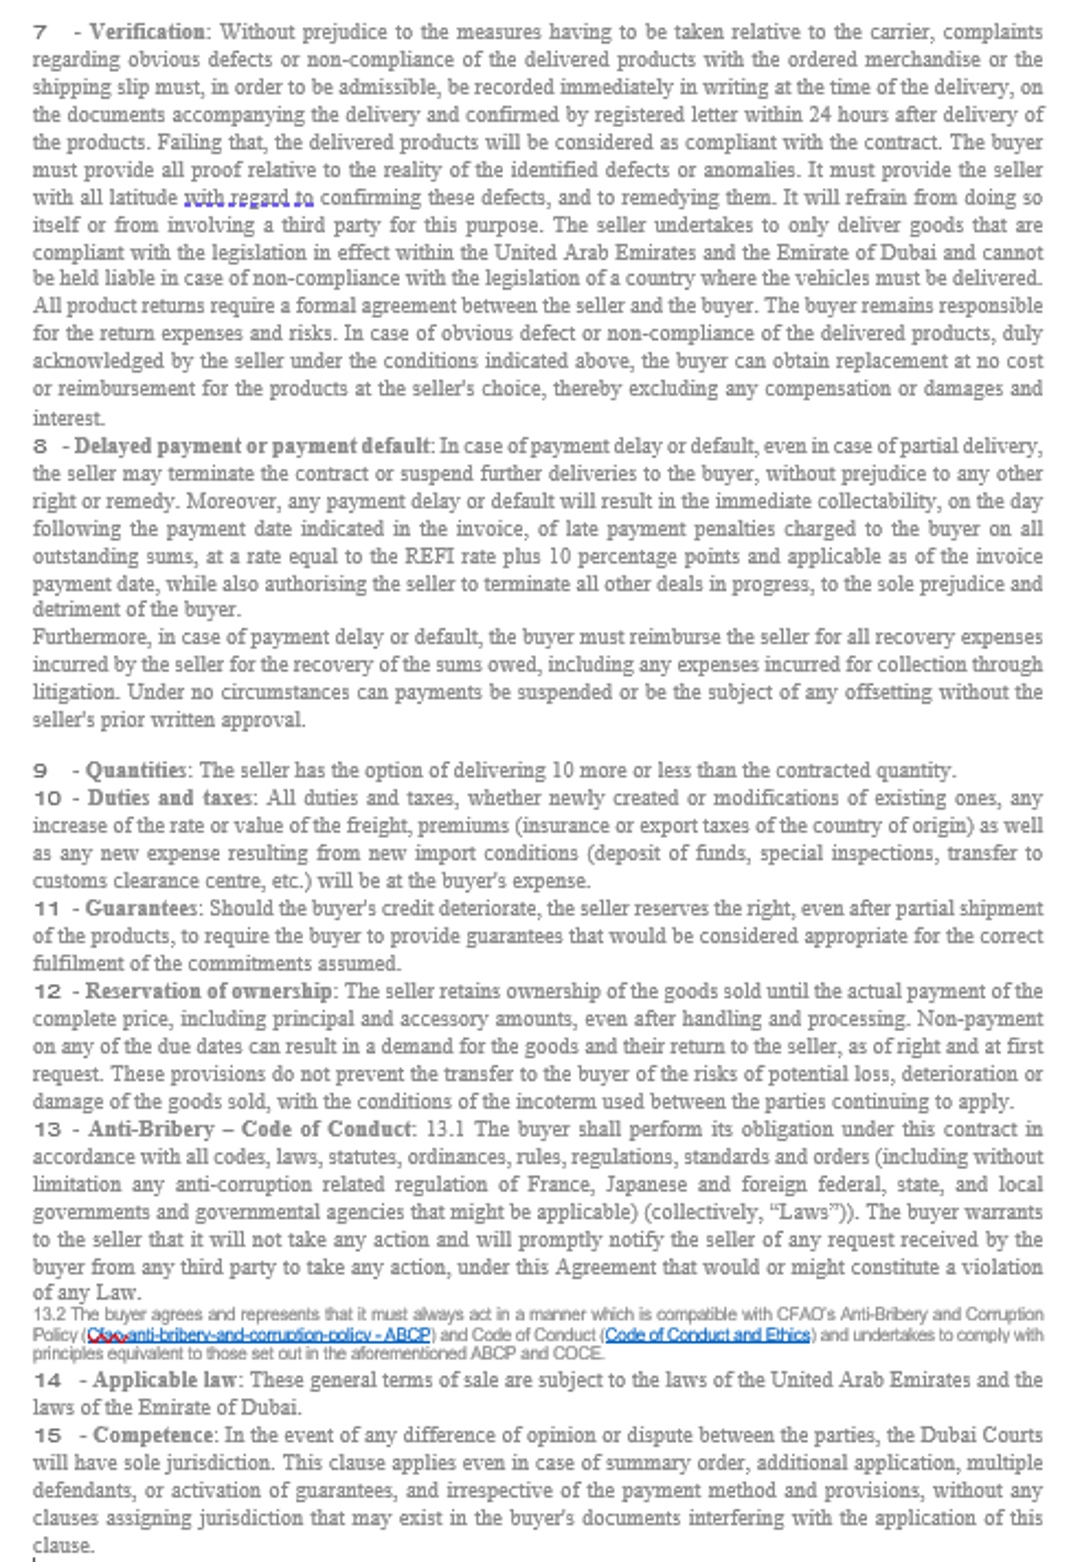 7 - Verification: Without prejudice to the measures having to be taken relative to the carrier, complaints
regarding obvious defects or non-compliance of the delivered products with the ordered merchandise or the
shipping slip must, in order to be admissible, be recorded immediately in writing at the time of the delivery, on
the documents accompanying the delivery and confirmed by registered letter within 24 hours after delivery of
the products. Failing that, the delivered products will be considered as compliant with the contract. The buyer
must provide all proof relative to the reality of the identified defects or anomalies. It must provide the seller
with all latitude with regard to confirming these defects, and to remedying them. It will refrain from doing so
itself or from involving a third party for this purpose. The seller undertakes to only deliver goods that are
compliant with the legislation in effect within the United Arab Emirates and the Emirate of Dubai and cannot
be held liable in case of non-compliance with the legislation of a country where the vehicles must be delivered.
All product returns require a formal agreement between the seller and the buyer. The buyer remains responsible
for the return expenses and risks. In case of obvious defect or non-compliance of the delivered products, duly
acknowledged by the seller under the conditions indicated above, the buyer can obtain replacement at no cost
or reimbursement for the products at the seller's choice, thereby excluding any compensation or damages and
interest.
8 - Delayed payment or payment default: In case of payment delay or default, even in case of partial delivery,
the seller may terminate the contract or suspend further deliveries to the buyer, without prejudice to any other
right or remedy. Moreover, any payment delay or default will result in the immediate collectability, on the day
following the payment date indicated in the invoice, of late payment penalties charged to the buyer on all
outstanding sums, at a rate equal to the REFI rate plus 10 percentage points and applicable as of the invoice
payment date, while also authorising the seller to terminate all other deals in progress, to the sole prejudice and
detriment of the buyer.
Furthermore, in case of payment delay or default, the buyer must reimburse the seller for all recovery expenses
incurred by the seller for the recovery of the sums owed, including any expenses incurred for collection through
litigation. Under no circumstances can payments be suspended or be the subject of any offsetting without the
seller's prior written approval.
9 - Quantities: The seller has the option of delivering 10 more or less than the contracted quantity.
10 - Duties and taxes: All duties and taxes, whether newly created or modifications of existing ones, any
increase of the rate or value of the freight, premiums (insurance or export taxes of the country of origin) as well
as any new expense resulting from new import conditions (deposit of funds, special inspections, transfer to
customs clearance centre, etc.) will be at the buyer's expense.
11 - Guarantees: Should the buyer's credit deteriorate, the seller reserves the right, even after partial shipment
of the products, to require the buyer to provide guarantees that would be considered appropriate for the correct
fulfilment of the commitments assumed.
12 - Reservation of ownership: The seller retains ownership of the goods sold until the actual payment of the
complete price, including principal and accessory amounts, even after handling and processing. Non-payment
on any of the due dates can result in a demand for the goods and their return to the seller, as of right and at first
request. These provisions do not prevent the transfer to the buyer of the risks of potential loss, deterioration or
damage of the goods sold, with the conditions of the incoterm used between the parties continuing to apply.
13 - Anti-Bribery – Code of Conduct: 13.1 The buyer shall perform its obligation under this contract in
accordance with all codes, laws, statutes, ordinances, rules, regulations, standards and orders (including without
limitation any anti-corruption related regulation of France, Japanese and foreign federal, state, and local
governments and governmental agencies that might be applicable) (collectively, “Laws”)). The buyer warrants
to the seller that it will not take any action and will promptly notify the seller of any request received by the
buyer from any third party to take any action, under this Agreement that would or might constitute a violation
of any Law.
13.2 The buyer agrees and represents that it must always act in a manner which is compatible with CFAO's Anti-Bribery and Corruption
Policy (Cfao-anti-bribery-and-corruption-policy - ABCP) and Code of Conduct (Code of Conduct and Ethics) and undertakes to comply with
principles equivalent to those set out in the aforementioned ABCP and COCE.
14 - Applicable law: These general terms of sale are subject to the laws of the United Arab Emirates and the
laws of the Emirate of Dubai.
15 - Competence: In the event of any difference of opinion or dispute between the parties, the Dubai Courts
will have sole jurisdiction. This clause applies even in case of summary order, additional application, multiple
defendants, or activation of guarantees, and irrespective of the payment method and provisions, without any
clauses assigning jurisdiction that may exist in the buyer's documents interfering with the application of this
clause.